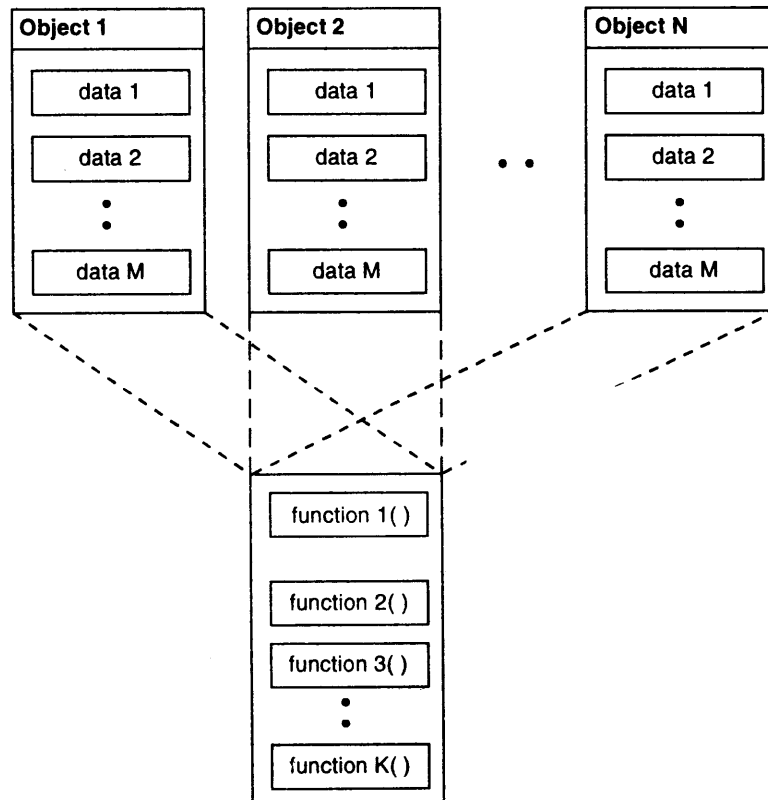 Object 1
data 1
data 2
data M
Object 2
data 1
data 2
data M
Object N
data 1
data 2
data M
function 1( )
function 2( )
function 3( )
function K( )